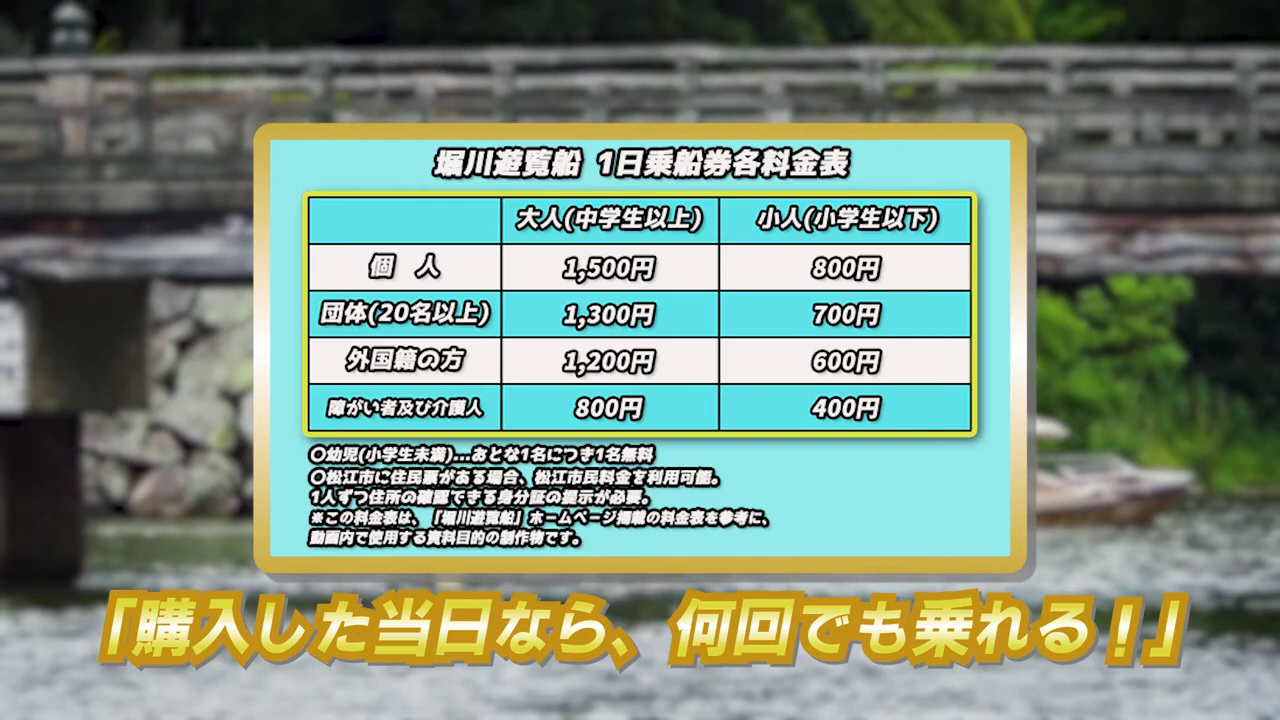 堀川遊覧船 1日乗船券各料金表
大人(中学生以上) 小人(小学生以下)
個 人 1,500円 800円
団体(20名以上) 1,300円 700円
外国籍の方 1,200円 600円
障がい者及び介護人 800円 400円
〇幼児(小学生未満)…おとな1名につき1名無料
〇松江市に住民票がある場合、松江市民料金を利用可能。
1人ずつ住所の確認できる身分証の提示が必要。
※この料金表は、「堀川遊覧船」ホームページ掲載の料金表を参考に、
動画内で使用する資料目的の制作物です。
「購入した当日なら、何回でも乗れる！」